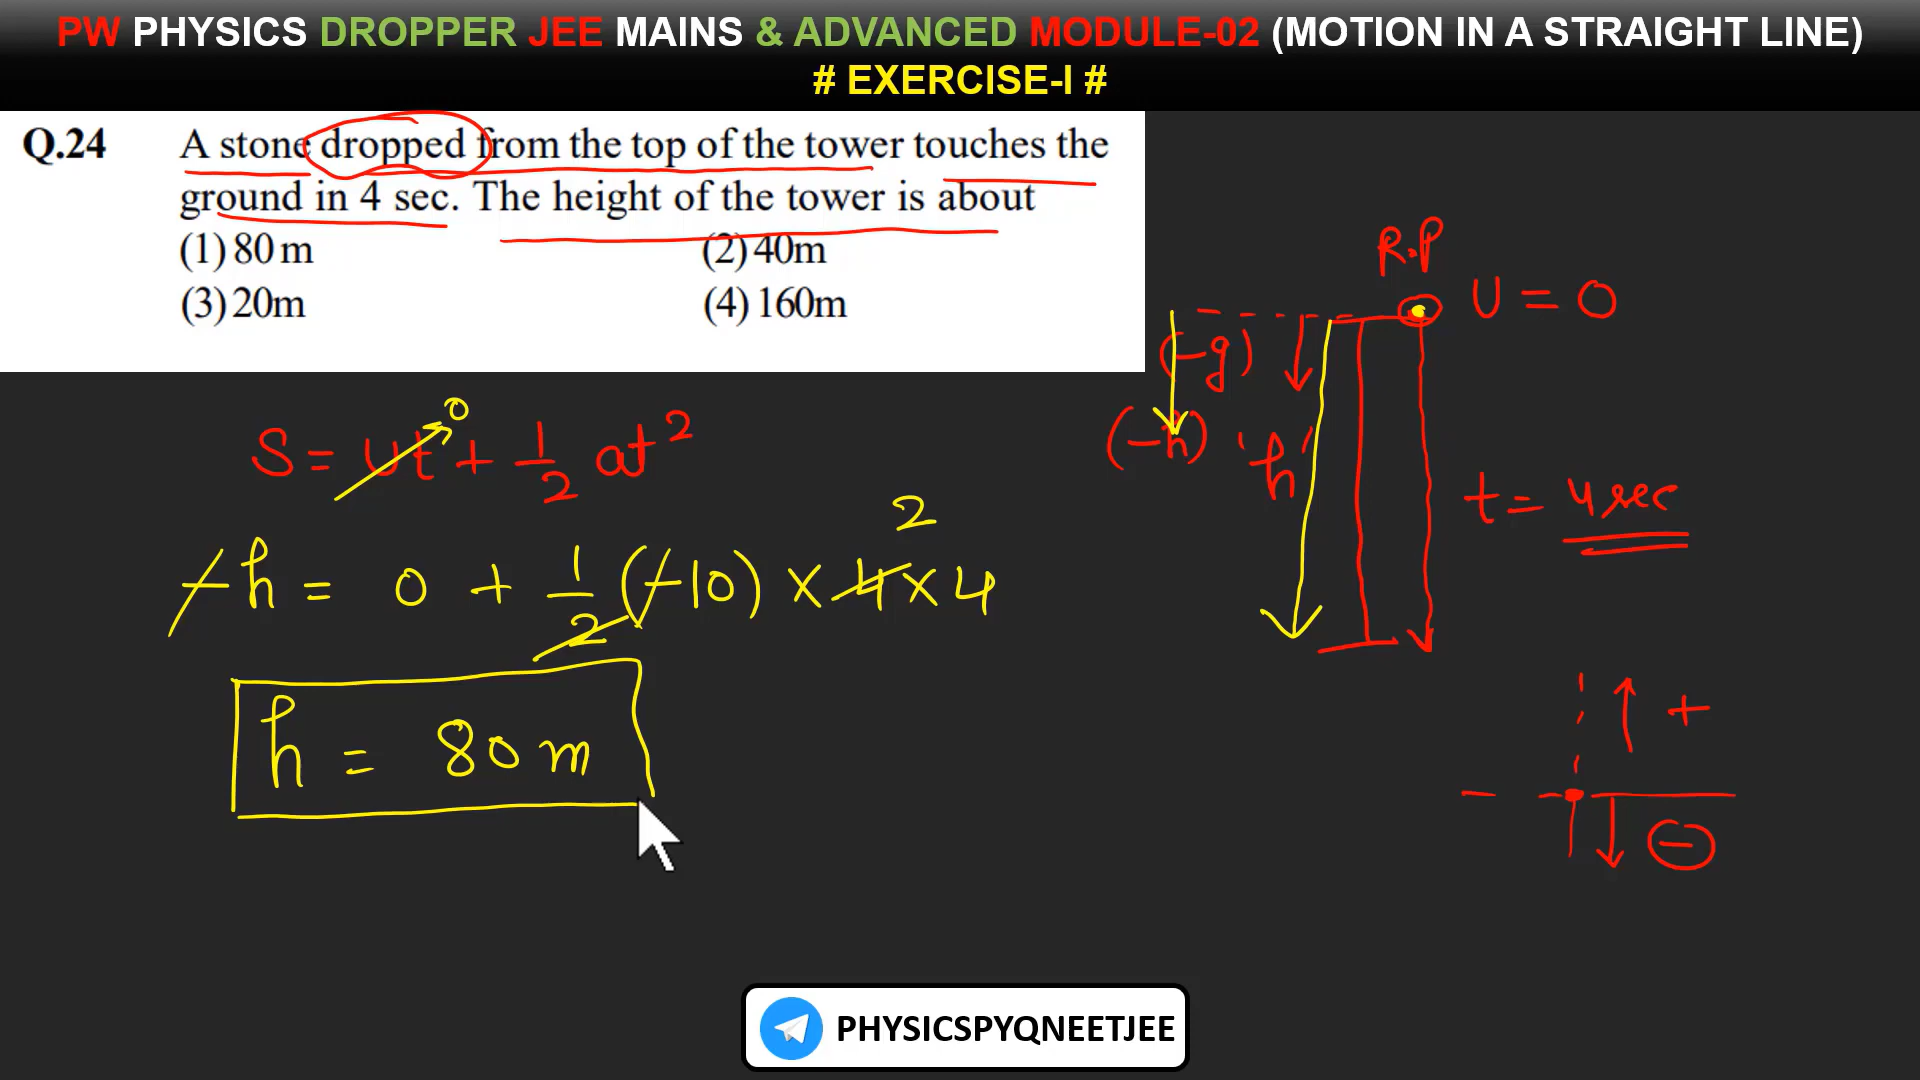 PW PHYSICS DROPPER JEE MAINS & ADVANCED MODULE-02 (MOTION IN A STRAIGHT LINE)
# EXERCISE-I #
Q.24 A stone dropped from the top of the tower touches the
ground in 4 sec. The height of the tower is about
(1) 80 m (2) 40m
(3) 20m (4) 160m
R.P
U = 0
(-g)
(-h) 'h'
t = 4 sec
S = ut + 1/2 at²
0
-h = 0 + 1/2 (-10) × 4 × 4
2
h = 80 m
+
-
PHYSICSPYQNEETJEE